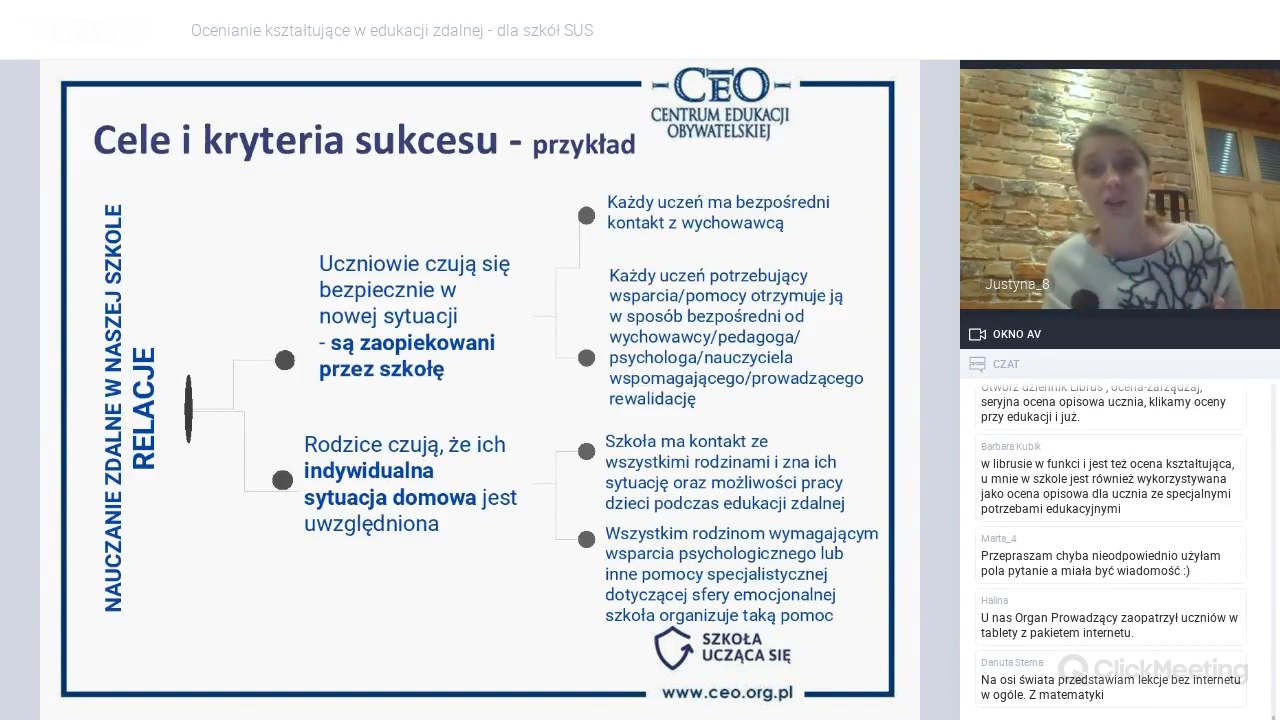 Ocenianie kształtujące w edukacji zdalnej - dla szkół SUS
CEO
CENTRUM EDUKACJI
OBYWATELSKIEJ
Cele i kryteria sukcesu - przykład
NAUCZANIE ZDALNE W NASZEJ SZKOLE
RELACJE
Uczniowie czują się
bezpiecznie w
nowej sytuacji
- są zaopiekowani
przez szkołę
Rodzice czują, że ich
indywidualna
sytuacja domowa jest
uwzględniona
Każdy uczeń ma bezpośredni
kontakt z wychowawcą
Każdy uczeń potrzebujący
wsparcia/pomocy otrzymuje ją
w sposób bezpośredni od
wychowawcy/pedagoga/
psychologa/nauczyciela
wspomagającego/prowadzącego
rewalidację
Szkoła ma kontakt ze
wszystkimi rodzinami i zna ich
sytuację oraz możliwości pracy
dzieci podczas edukacji zdalnej
Wszystkim rodzinom wymagającym
wsparcia psychologicznego lub
inne pomocy specjalistycznej
dotyczącej sfery emocjonalnej
szkoła organizuje taką pomoc
SZKOŁA
UCZĄCA SIĘ
www.ceo.org.pl
Justyna_8
OKNO AV
CZAT
Otwórz dziennik Librus , ocena-zarządzaj,
seryjna ocena opisowa ucznia, klikamy oceny
przy edukacji i już.
Barbara Kubik
w librusie w funkci i jest też ocena kształtująca,
u mnie w szkole jest również wykorzystywana
jako ocena opisowa dla ucznia ze specjalnymi
potrzebami edukacyjnymi
Marta_4
Przepraszam chyba nieodpowiednio użyłam
pola pytanie a miała być wiadomość :)
Halina
U nas Organ Prowadzący zaopatrzył uczniów w
tablety z pakietem internetu.
Danuta Sterna
Na osi świata przedstawiam lekcje bez internetu
w ogóle. Z matematyki
ClickMeeting